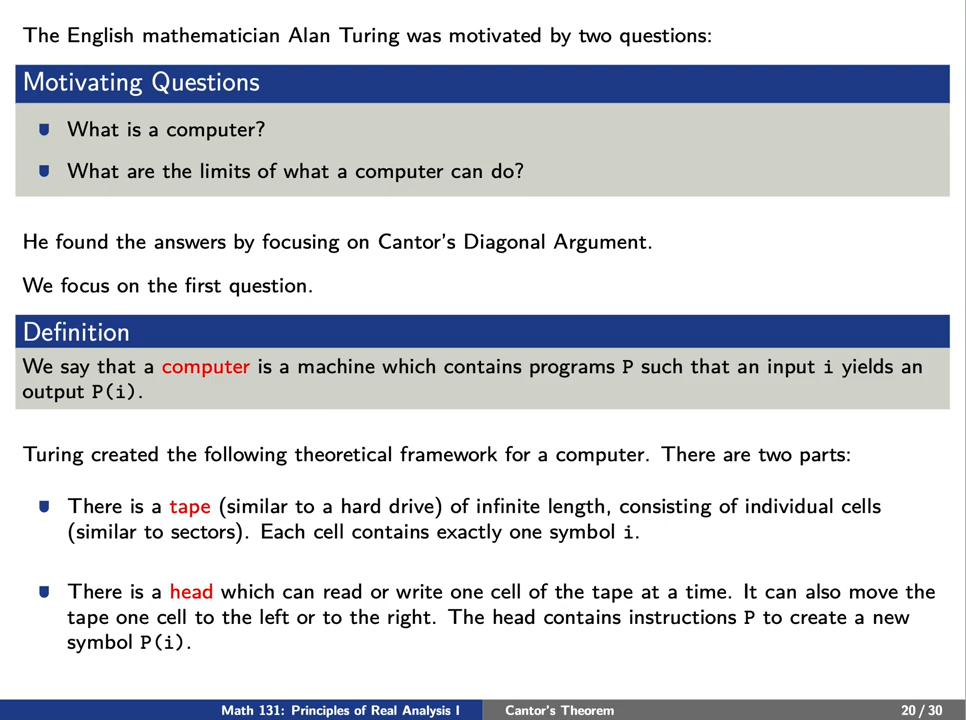 The English mathematician Alan Turing was motivated by two questions:
Motivating Questions
What is a computer?
What are the limits of what a computer can do?
He found the answers by focusing on Cantor's Diagonal Argument.
We focus on the first question.
Definition
We say that a computer is a machine which contains programs P such that an input i yields an
output P(i).
Turing created the following theoretical framework for a computer. There are two parts:
There is a tape (similar to a hard drive) of infinite length, consisting of individual cells
(similar to sectors). Each cell contains exactly one symbol i.
There is a head which can read or write one cell of the tape at a time. It can also move the
tape one cell to the left or to the right. The head contains instructions P to create a new
symbol P(i).
Math 131: Principles of Real Analysis I Cantor's Theorem 20 / 30